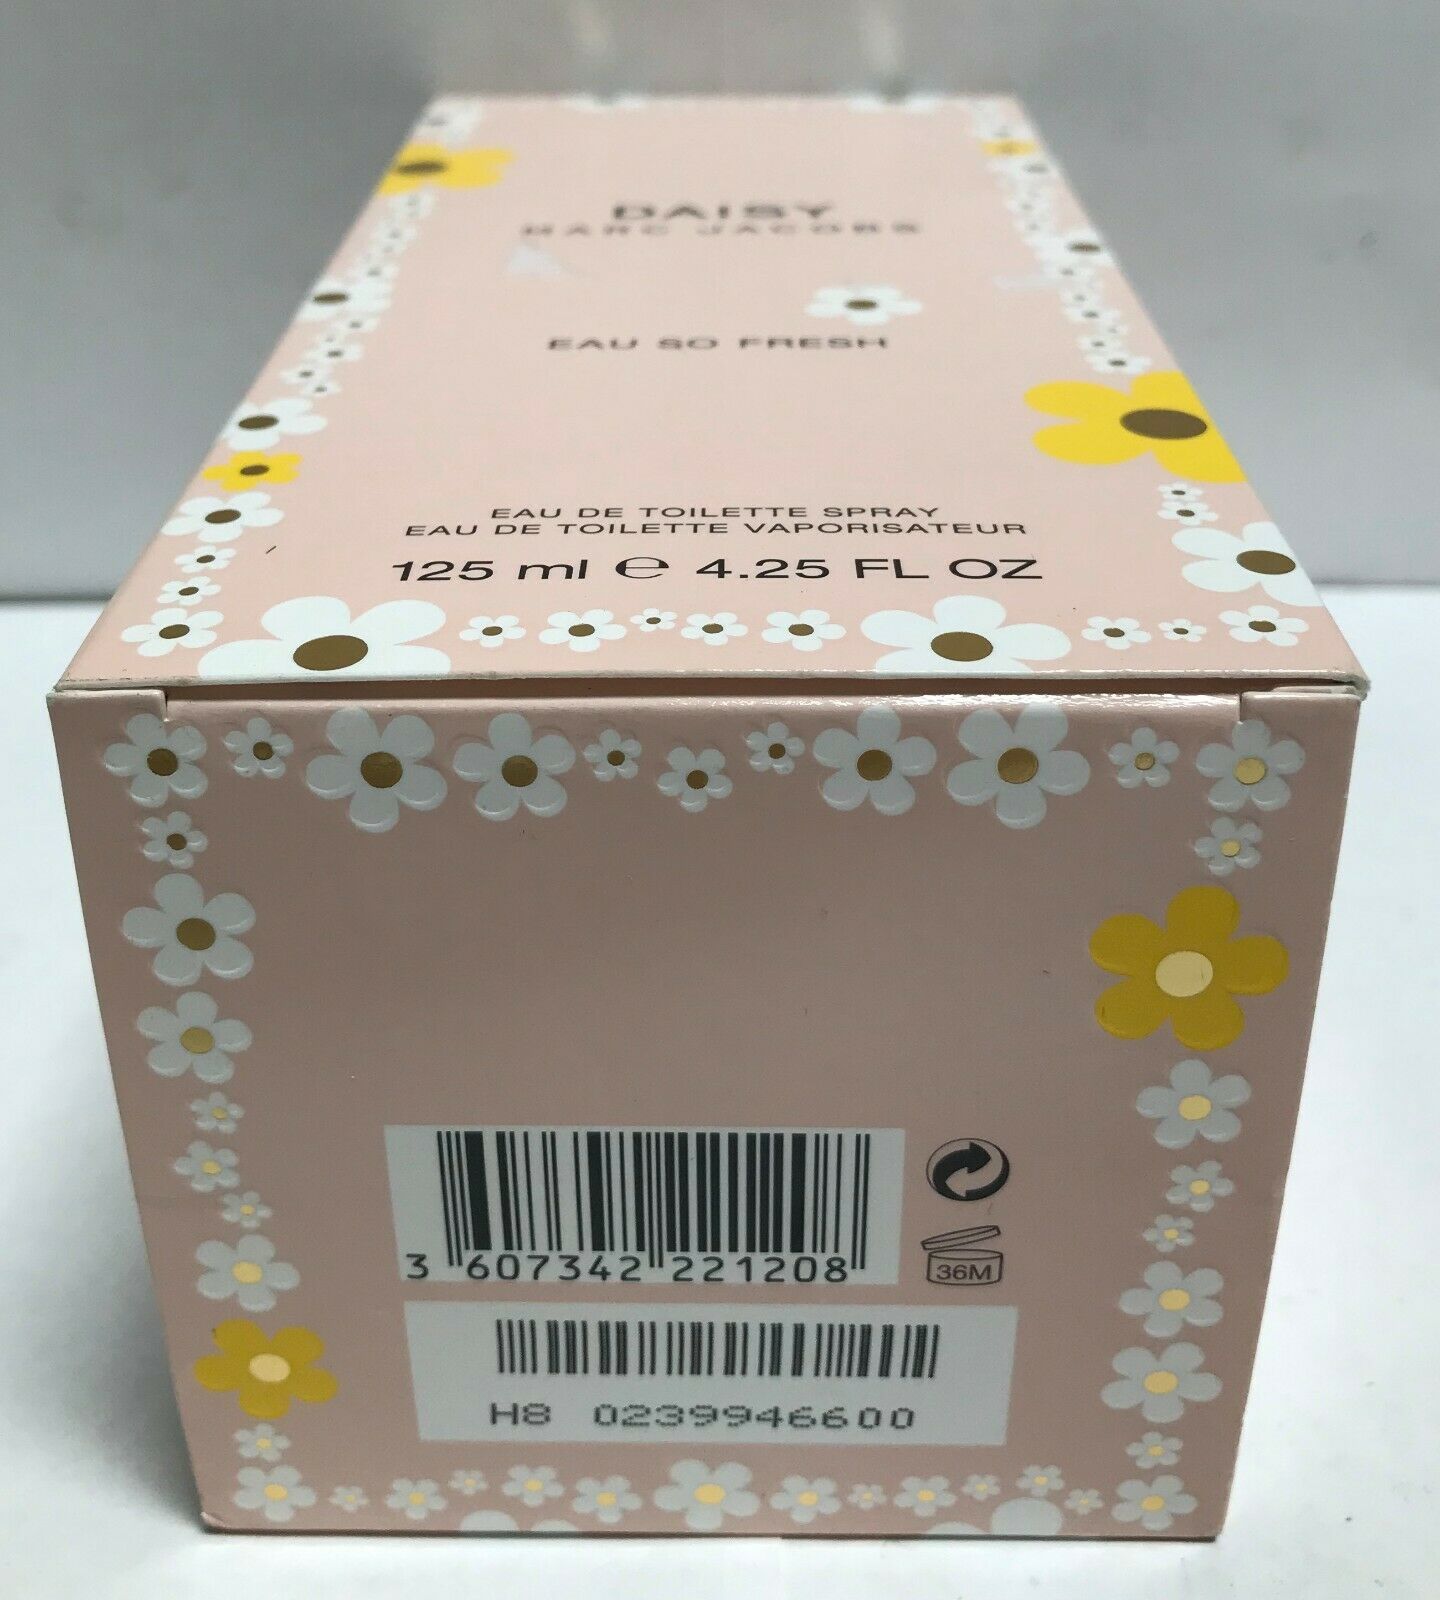 DAISY
MARC JACOBS
EAU SO FRESH
EAU DE TOILETTE SPRAY
EAU DE TOILETTE VAPORISATEUR
125 ml ℮ 4.25 FL OZ
3 607342 221208
36M
H8 0239946600